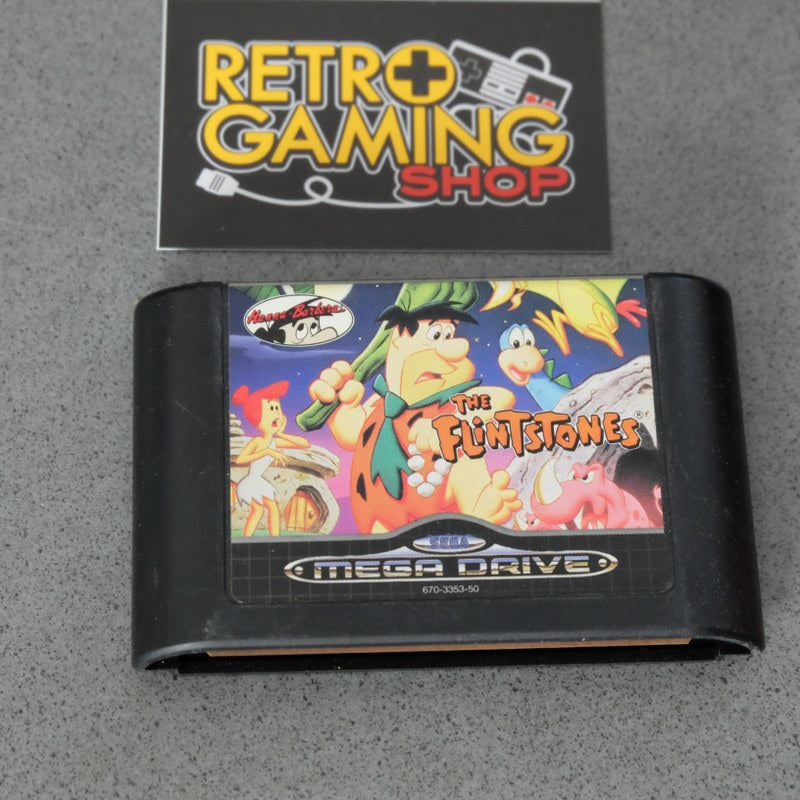 RETRO
GAMING
SHOP
Hanna-Barbera
THE
FLINTSTONES®
SEGA
MEGA DRIVE
670-3353-50